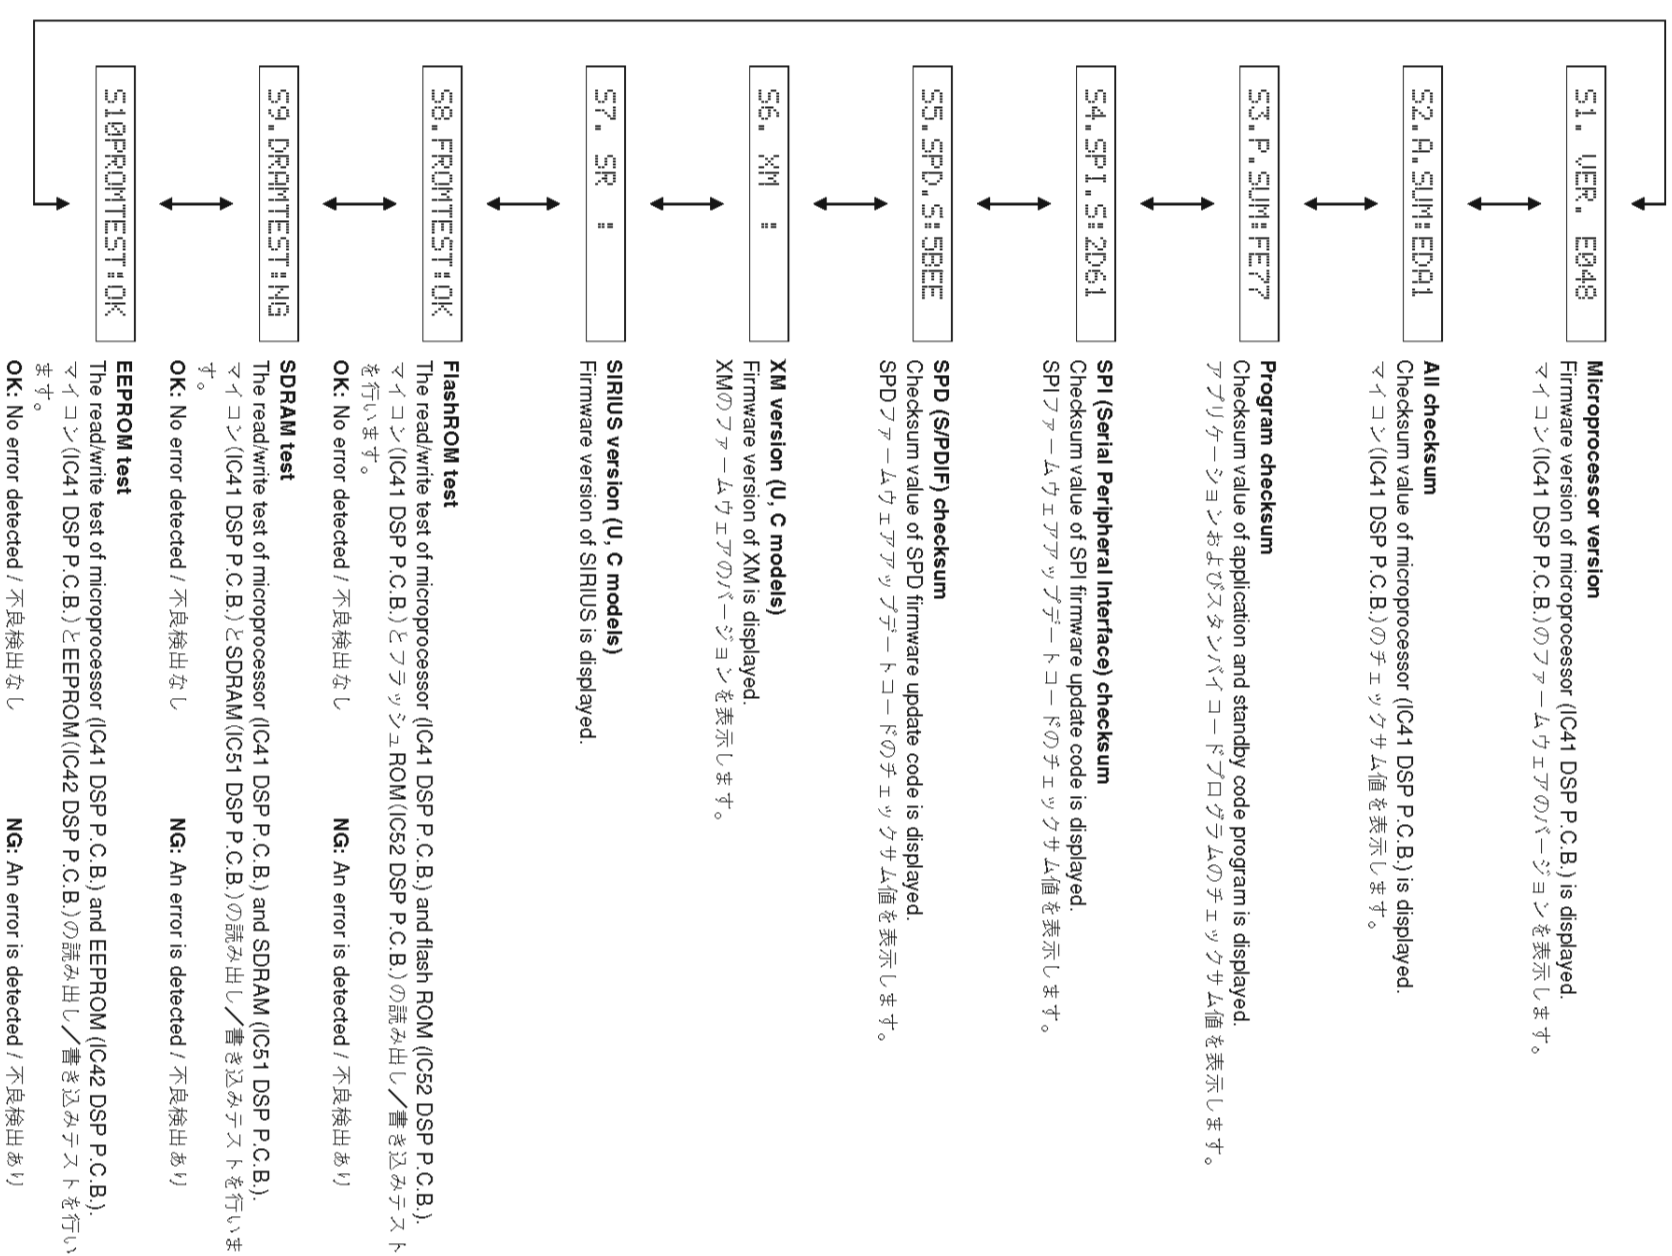 S1. VER. E048
Microprocessor version
Firmware version of microprocessor (IC41 DSP P.C.B.) is displayed.
マイコン(IC41 DSP P.C.B.)のファームウェアのバージョンを表示します。
S2.A.SUM:EDA1
All checksum
Checksum value of microprocessor (IC41 DSP P.C.B.) is displayed.
マイコン(IC41 DSP P.C.B.)のチェックサム値を表示します。
S3.P.SUM:FE77
Program checksum
Checksum value of application and standby code program is displayed.
アプリケーションおよびスタンバイコードプログラムのチェックサム値を表示します。
S4.SPI.S:2D61
SPI (Serial Peripheral Interface) checksum
Checksum value of SPI firmware update code is displayed.
SPIファームウェアアップデートコードのチェックサム値を表示します。
S5.SPD.S:5BEE
SPD (S/PDIF) checksum
Checksum value of SPD firmware update code is displayed.
SPDファームウェアアップデートコードのチェックサム値を表示します。
S6. XM :
XM version (U, C models)
Firmware version of XM is displayed.
XMのファームウェアのバージョンを表示します。
S7. SR :
SIRIUS version (U, C models)
Firmware version of SIRIUS is displayed.
S8.FROMTEST:OK
FlashROM test
The read/write test of microprocessor (IC41 DSP P.C.B.) and flash ROM (IC52 DSP P.C.B.).
マイコン(IC41 DSP P.C.B.)とフラッシュROM(IC52 DSP P.C.B.)の読み出し／書き込みテスト
を行います。
OK: No error detected / 不良検出なし NG: An error is detected / 不良検出あり
S9.DRAMTEST:NG
SDRAM test
The read/write test of microprocessor (IC41 DSP P.C.B.) and SDRAM (IC51 DSP P.C.B.).
マイコン(IC41 DSP P.C.B.)とSDRAM(IC51 DSP P.C.B.)の読み出し／書き込みテストを行いま
す。
OK: No error detected / 不良検出なし NG: An error is detected / 不良検出あり
S10PROMTEST:OK
EEPROM test
The read/write test of microprocessor (IC41 DSP P.C.B.) and EEPROM (IC42 DSP P.C.B.).
マイコン(IC41 DSP P.C.B.)とEEPROM(IC42 DSP P.C.B.)の読み出し／書き込みテストを行い
ます。
OK: No error detected / 不良検出なし NG: An error is detected / 不良検出あり